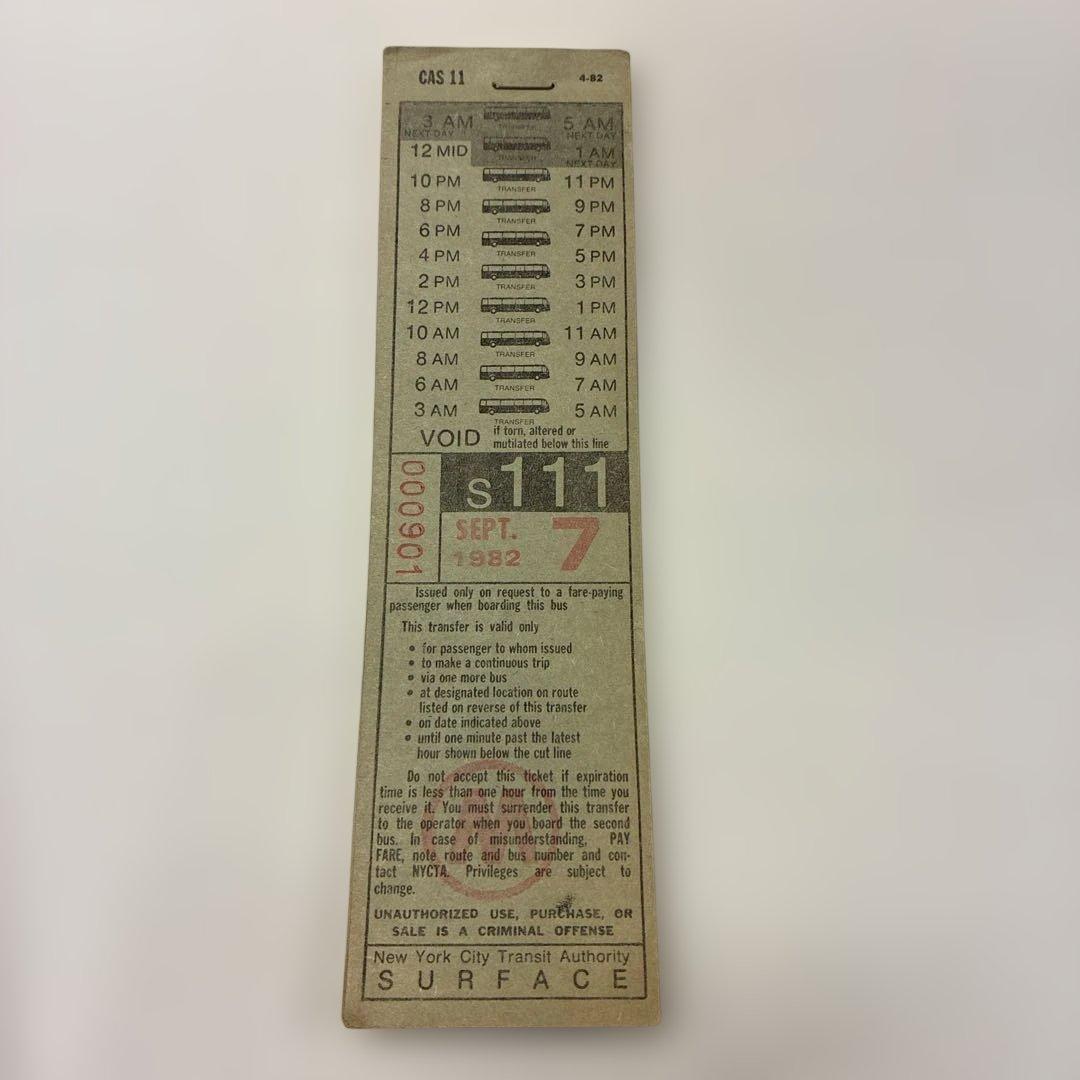 CAS 11 4-82
3 AM TRANSFER 5 AM
NEXT DAY NEXT DAY
12 MID TRANSFER 1 AM
NEXT DAY
10 PM TRANSFER 11 PM
8 PM TRANSFER 9 PM
6 PM TRANSFER 7 PM
4 PM TRANSFER 5 PM
2 PM TRANSFER 3 PM
12 PM TRANSFER 1 PM
10 AM TRANSFER 11 AM
8 AM TRANSFER 9 AM
6 AM TRANSFER 7 AM
3 AM TRANSFER 5 AM
VOID if torn, altered or
mutilated below this line
000901
S111
SEPT. 7
1982
Issued only on request to a fare-paying
passenger when boarding this bus
This transfer is valid only
• for passenger to whom issued
• to make a continuous trip
• via one more bus
• at designated location on route
listed on reverse of this transfer
• on date indicated above
• until one minute past the latest
hour shown below the cut line
Do not accept this ticket if expiration
time is less than one hour from the time you
receive it. You must surrender this transfer
to the operator when you board the second
bus. In case of misunderstanding, PAY
FARE, note route and bus number and con-
tact NYCTA. Privileges are subject to
change.
UNAUTHORIZED USE, PURCHASE, OR
SALE IS A CRIMINAL OFFENSE
New York City Transit Authority
SURFACE